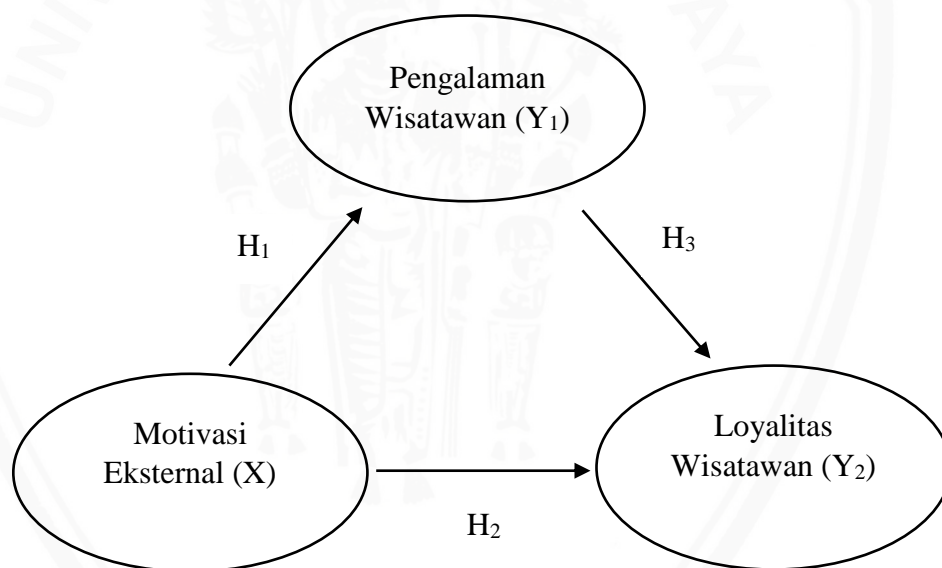 Pengalaman
Wisatawan (Y₁)
H₁
H₃
Motivasi
Eksternal (X)
Loyalitas
Wisatawan (Y₂)
H₂